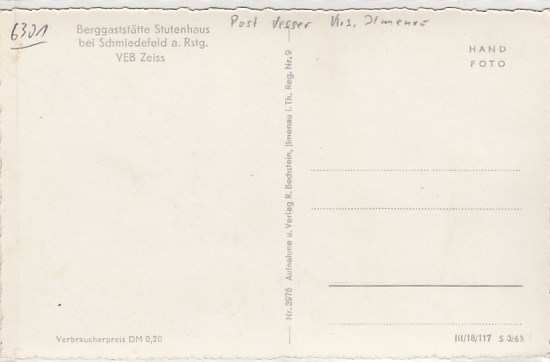 6301
Berggaststätte Stutenhaus
bei Schmiedefeld a. Rstg.
VEB Zeiss
Post Vesser Krs. Ilmenau
HAND
FOTO
Nr. 3976 Aufnahme u. Verlag R. Bechstein, Ilmenau i. Th. Reg. Nr. 9
Verbraucherpreis DM 0,20
III/18/117 S 3/61